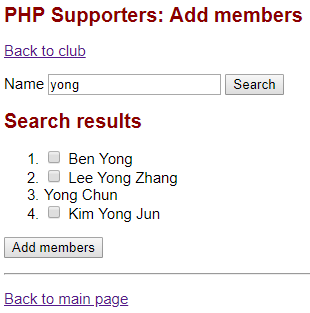 PHP Supporters: Add members
Back to club
Name yong Search
Search results
1. Ben Yong
2. Lee Yong Zhang
3. Yong Chun
4. Kim Yong Jun
Add members
Back to main page